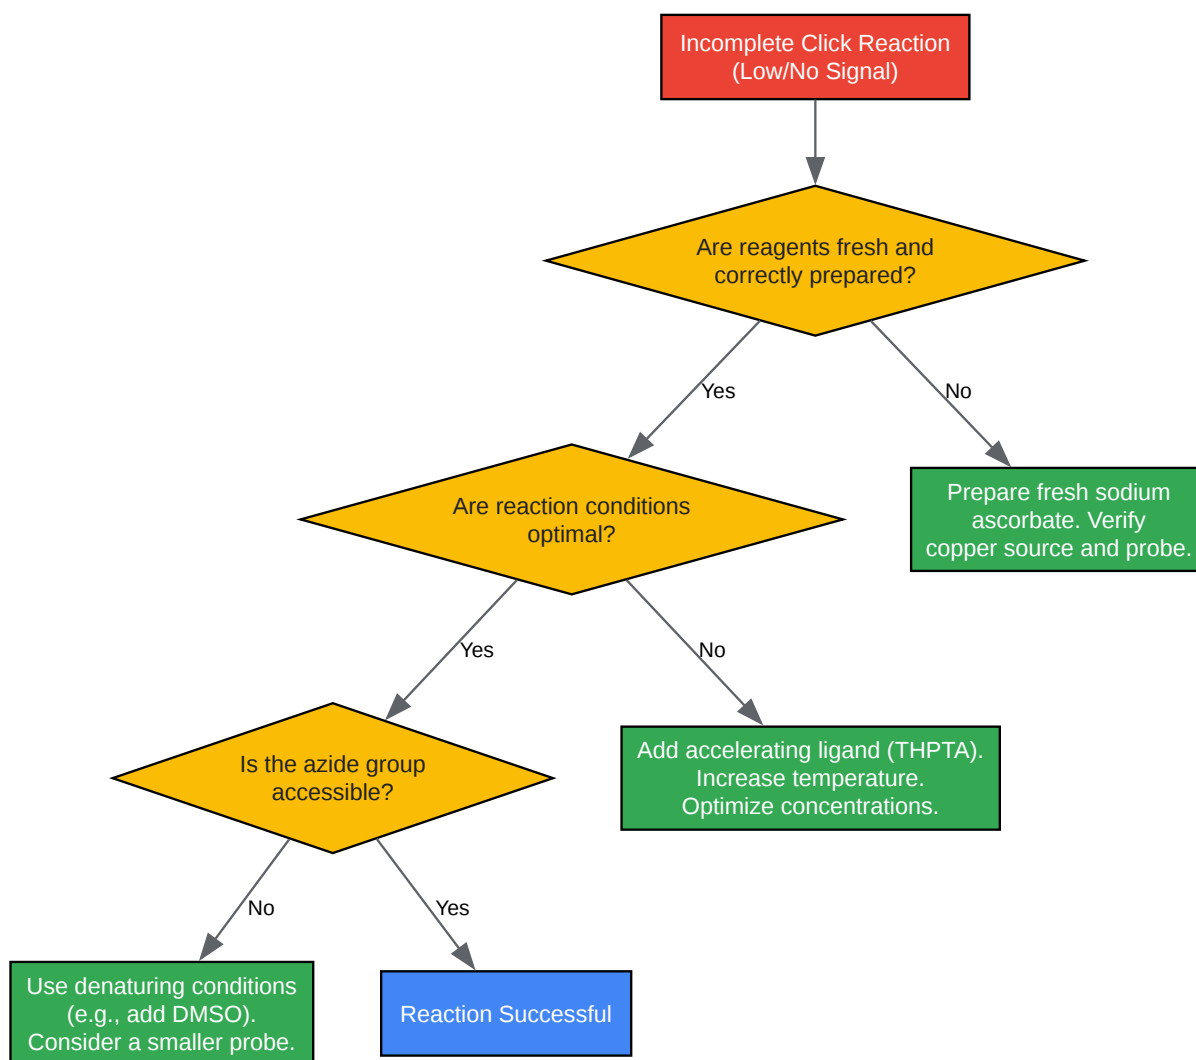 Incomplete Click Reaction
(Low/No Signal)
Are reagents fresh and
correctly prepared?
Yes
No
Are reaction conditions
optimal?
Prepare fresh sodium
ascorbate. Verify
copper source and probe.
Yes
No
Is the azide group
accessible?
Add accelerating ligand (THPTA).
Increase temperature.
Optimize concentrations.
No
Yes
Use denaturing conditions
(e.g., add DMSO).
Consider a smaller probe.
Reaction Successful